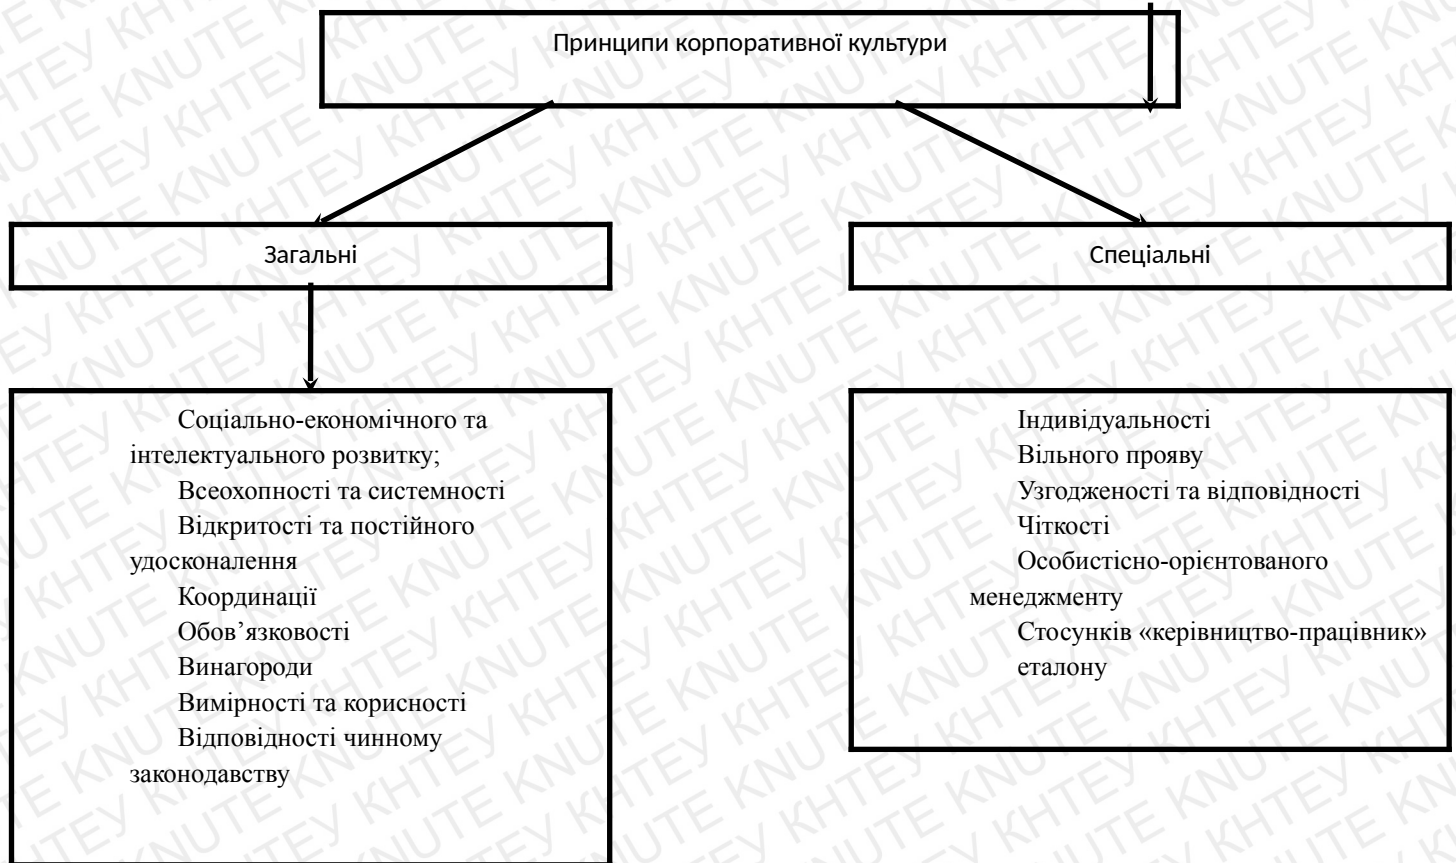 Принципи корпоративної культури
Загальні
Спеціальні
Соціально-економічного та
інтелектуального розвитку;
Всеохопності та системності
Відкритості та постійного
удосконалення
Координації
Обов’язковості
Винагороди
Вимірності та корисності
Відповідності чинному
законодавству
Індивідуальності
Вільного прояву
Узгодженості та відповідності
Чіткості
Особистісно-орієнтованого
менеджменту
Стосунків «керівництво-працівник»
еталону